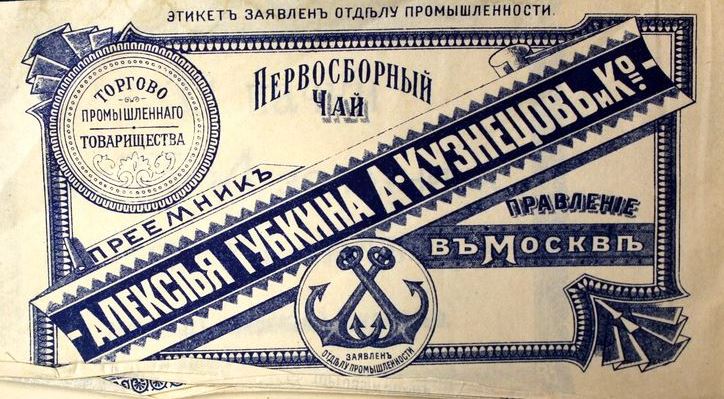 ЭТИКЕТЪ ЗАЯВЛЕНЪ ОТДѢЛУ ПРОМЫШЛЕННОСТИ.
ТОРГОВО
ПРОМЫШЛЕННАГО
ТОВАРИЩЕСТВА
ПЕРВОСБОРНЫЙ
ЧАЙ
ПРЕЕМНИКЪ
-АЛЕКСѢЯ ГУБКИНА А·КУЗНЕЦОВЪ и Ко.-
ПРАВЛЕНІЕ
ВЪ МОСКВѢ
ЗАЯВЛЕНЪ
ОТДѢЛУ ПРОМЫШЛЕННОСТИ